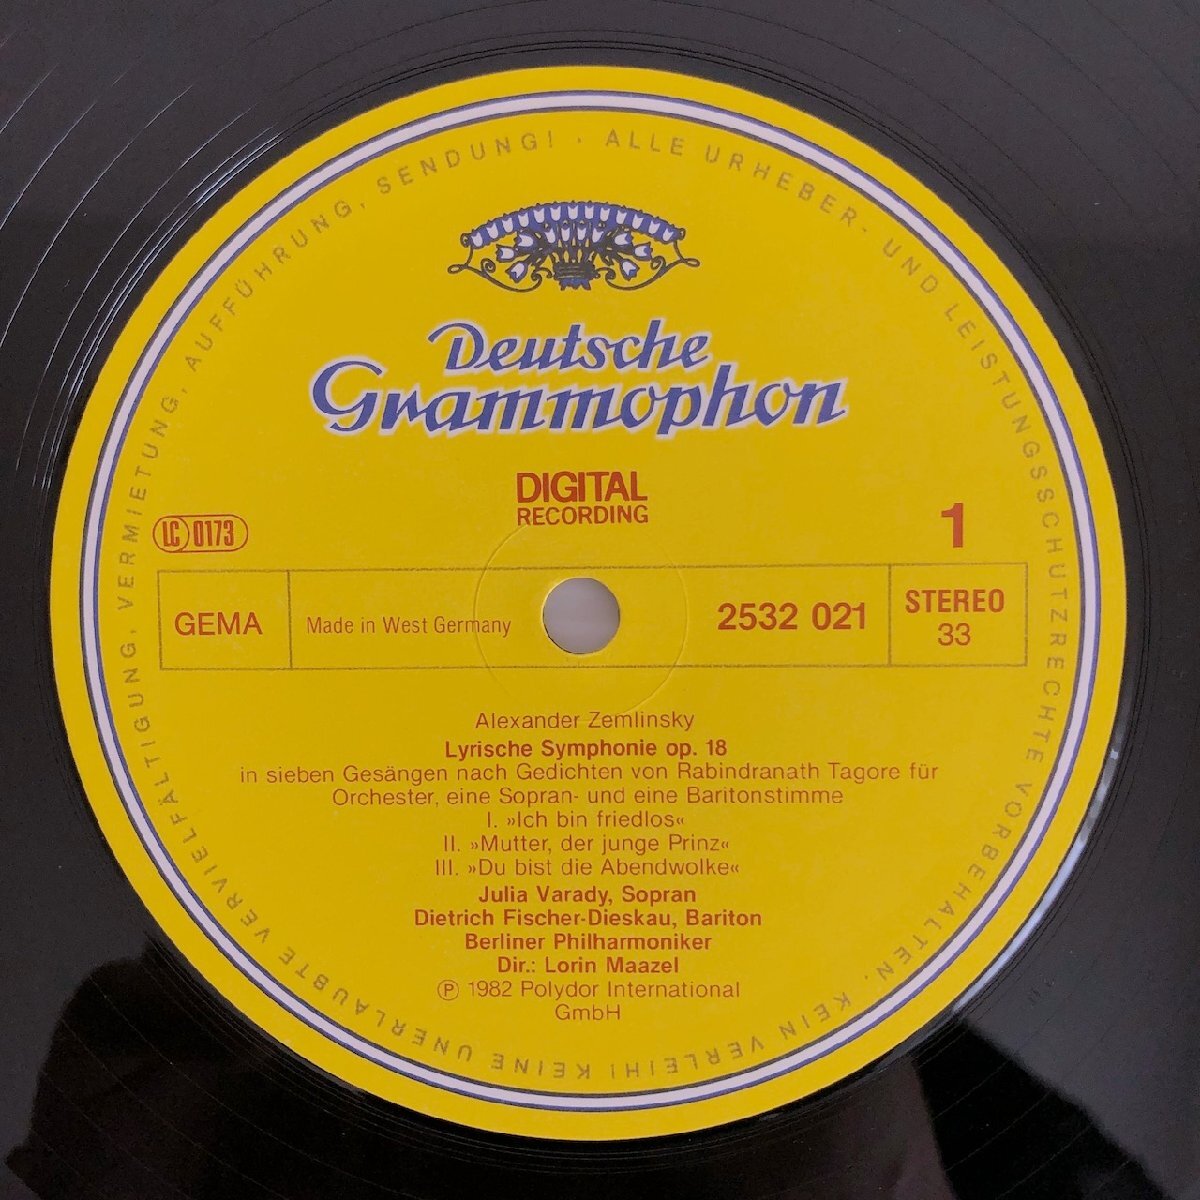 ALLE URHEBER- UND LEISTUNGSSCHUTZRECHTE VORBEHALTEN. KEIN VERLEIH! KEINE UNERLAUBTE VERVIELFÄLTIGUNG, VERMIETUNG, AUFFÜHRUNG, SENDUNG! ·
Deutsche
Grammophon
DIGITAL
RECORDING
LC 0173
1
GEMA
Made in West Germany
2532 021
STEREO
33
Alexander Zemlinsky
Lyrische Symphonie op. 18
in sieben Gesängen nach Gedichten von Rabindranath Tagore für
Orchester, eine Sopran- und eine Baritonstimme
I. »Ich bin friedlos«
II. »Mutter, der junge Prinz«
III. »Du bist die Abendwolke«
Julia Varady, Sopran
Dietrich Fischer-Dieskau, Bariton
Berliner Philharmoniker
Dir.: Lorin Maazel
℗ 1982 Polydor International
GmbH